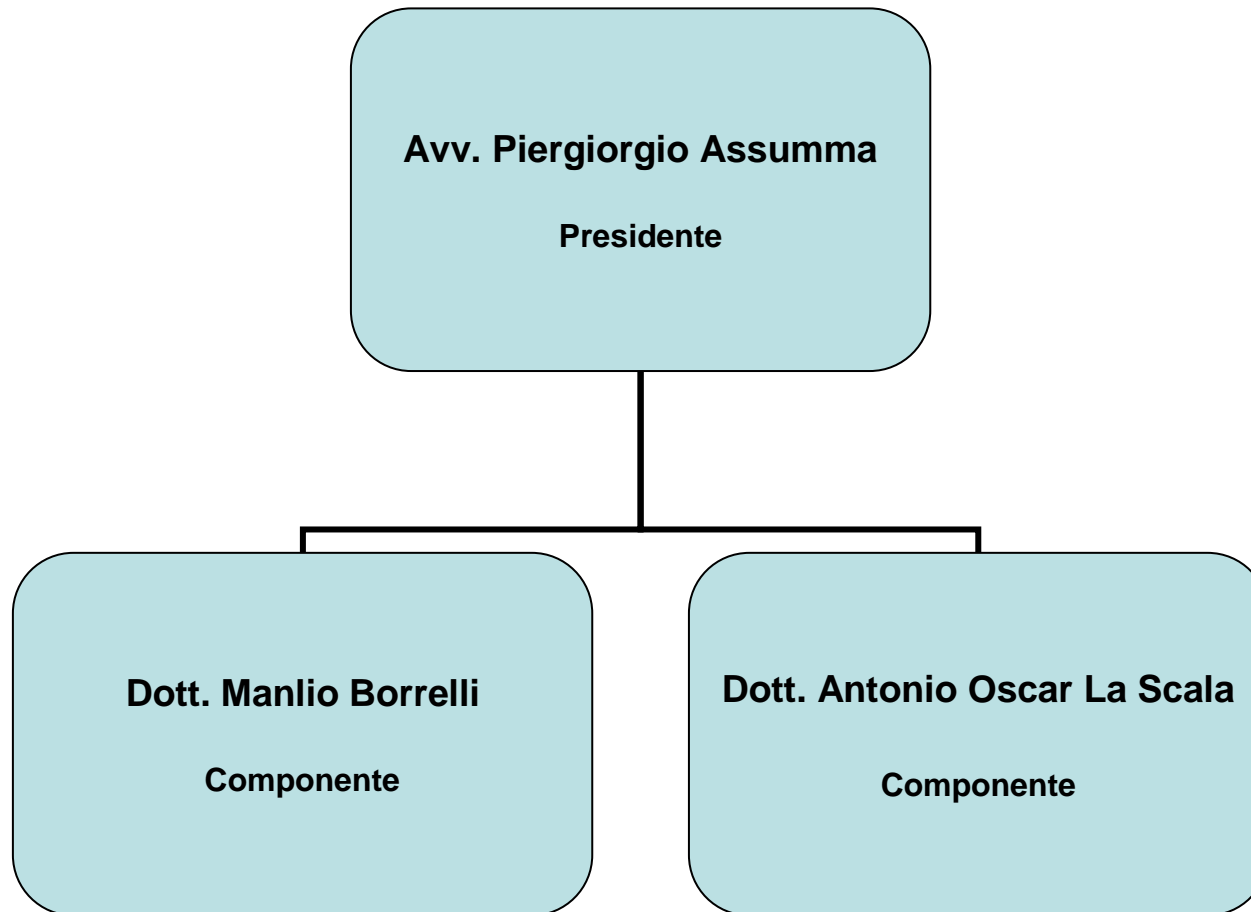 Avv. Piergiorgio Assumma
Presidente
Dott. Manlio Borrelli
Componente
Dott. Antonio Oscar La Scala
Componente